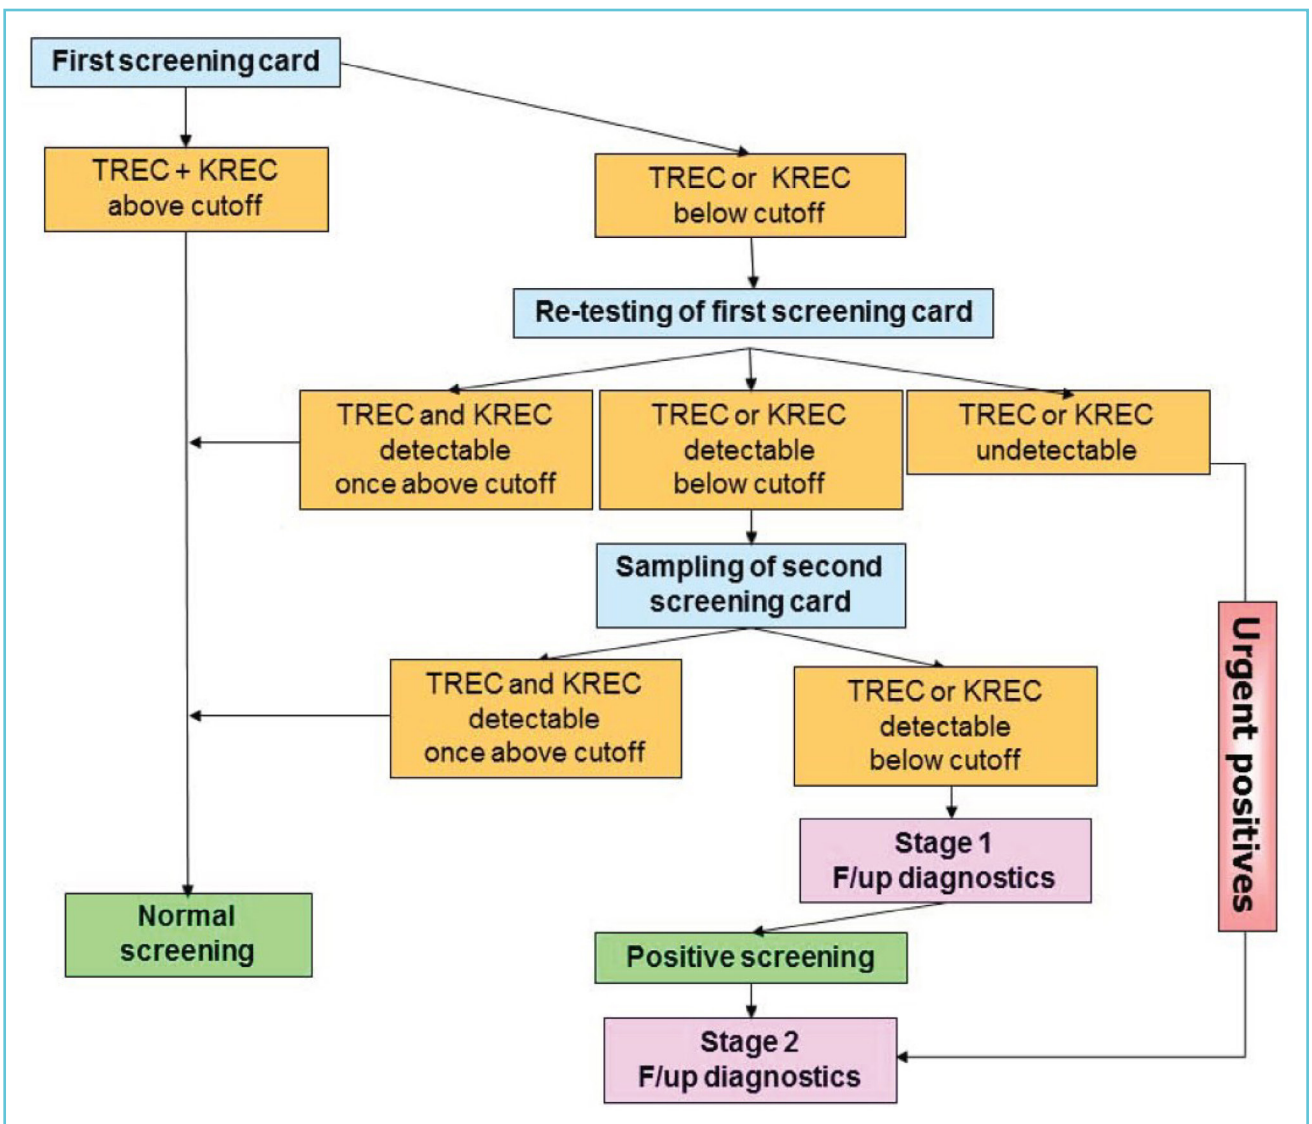 First screening card
TREC + KREC
above cutoff
TREC or KREC
below cutoff
Re-testing of first screening card
TREC and KREC
detectable
once above cutoff
TREC or KREC
detectable
below cutoff
TREC or KREC
undetectable
Sampling of second
screening card
TREC and KREC
detectable
once above cutoff
TREC or KREC
detectable
below cutoff
Urgent positives
Stage 1
F/up diagnostics
Normal
screening
Positive screening
Stage 2
F/up diagnostics